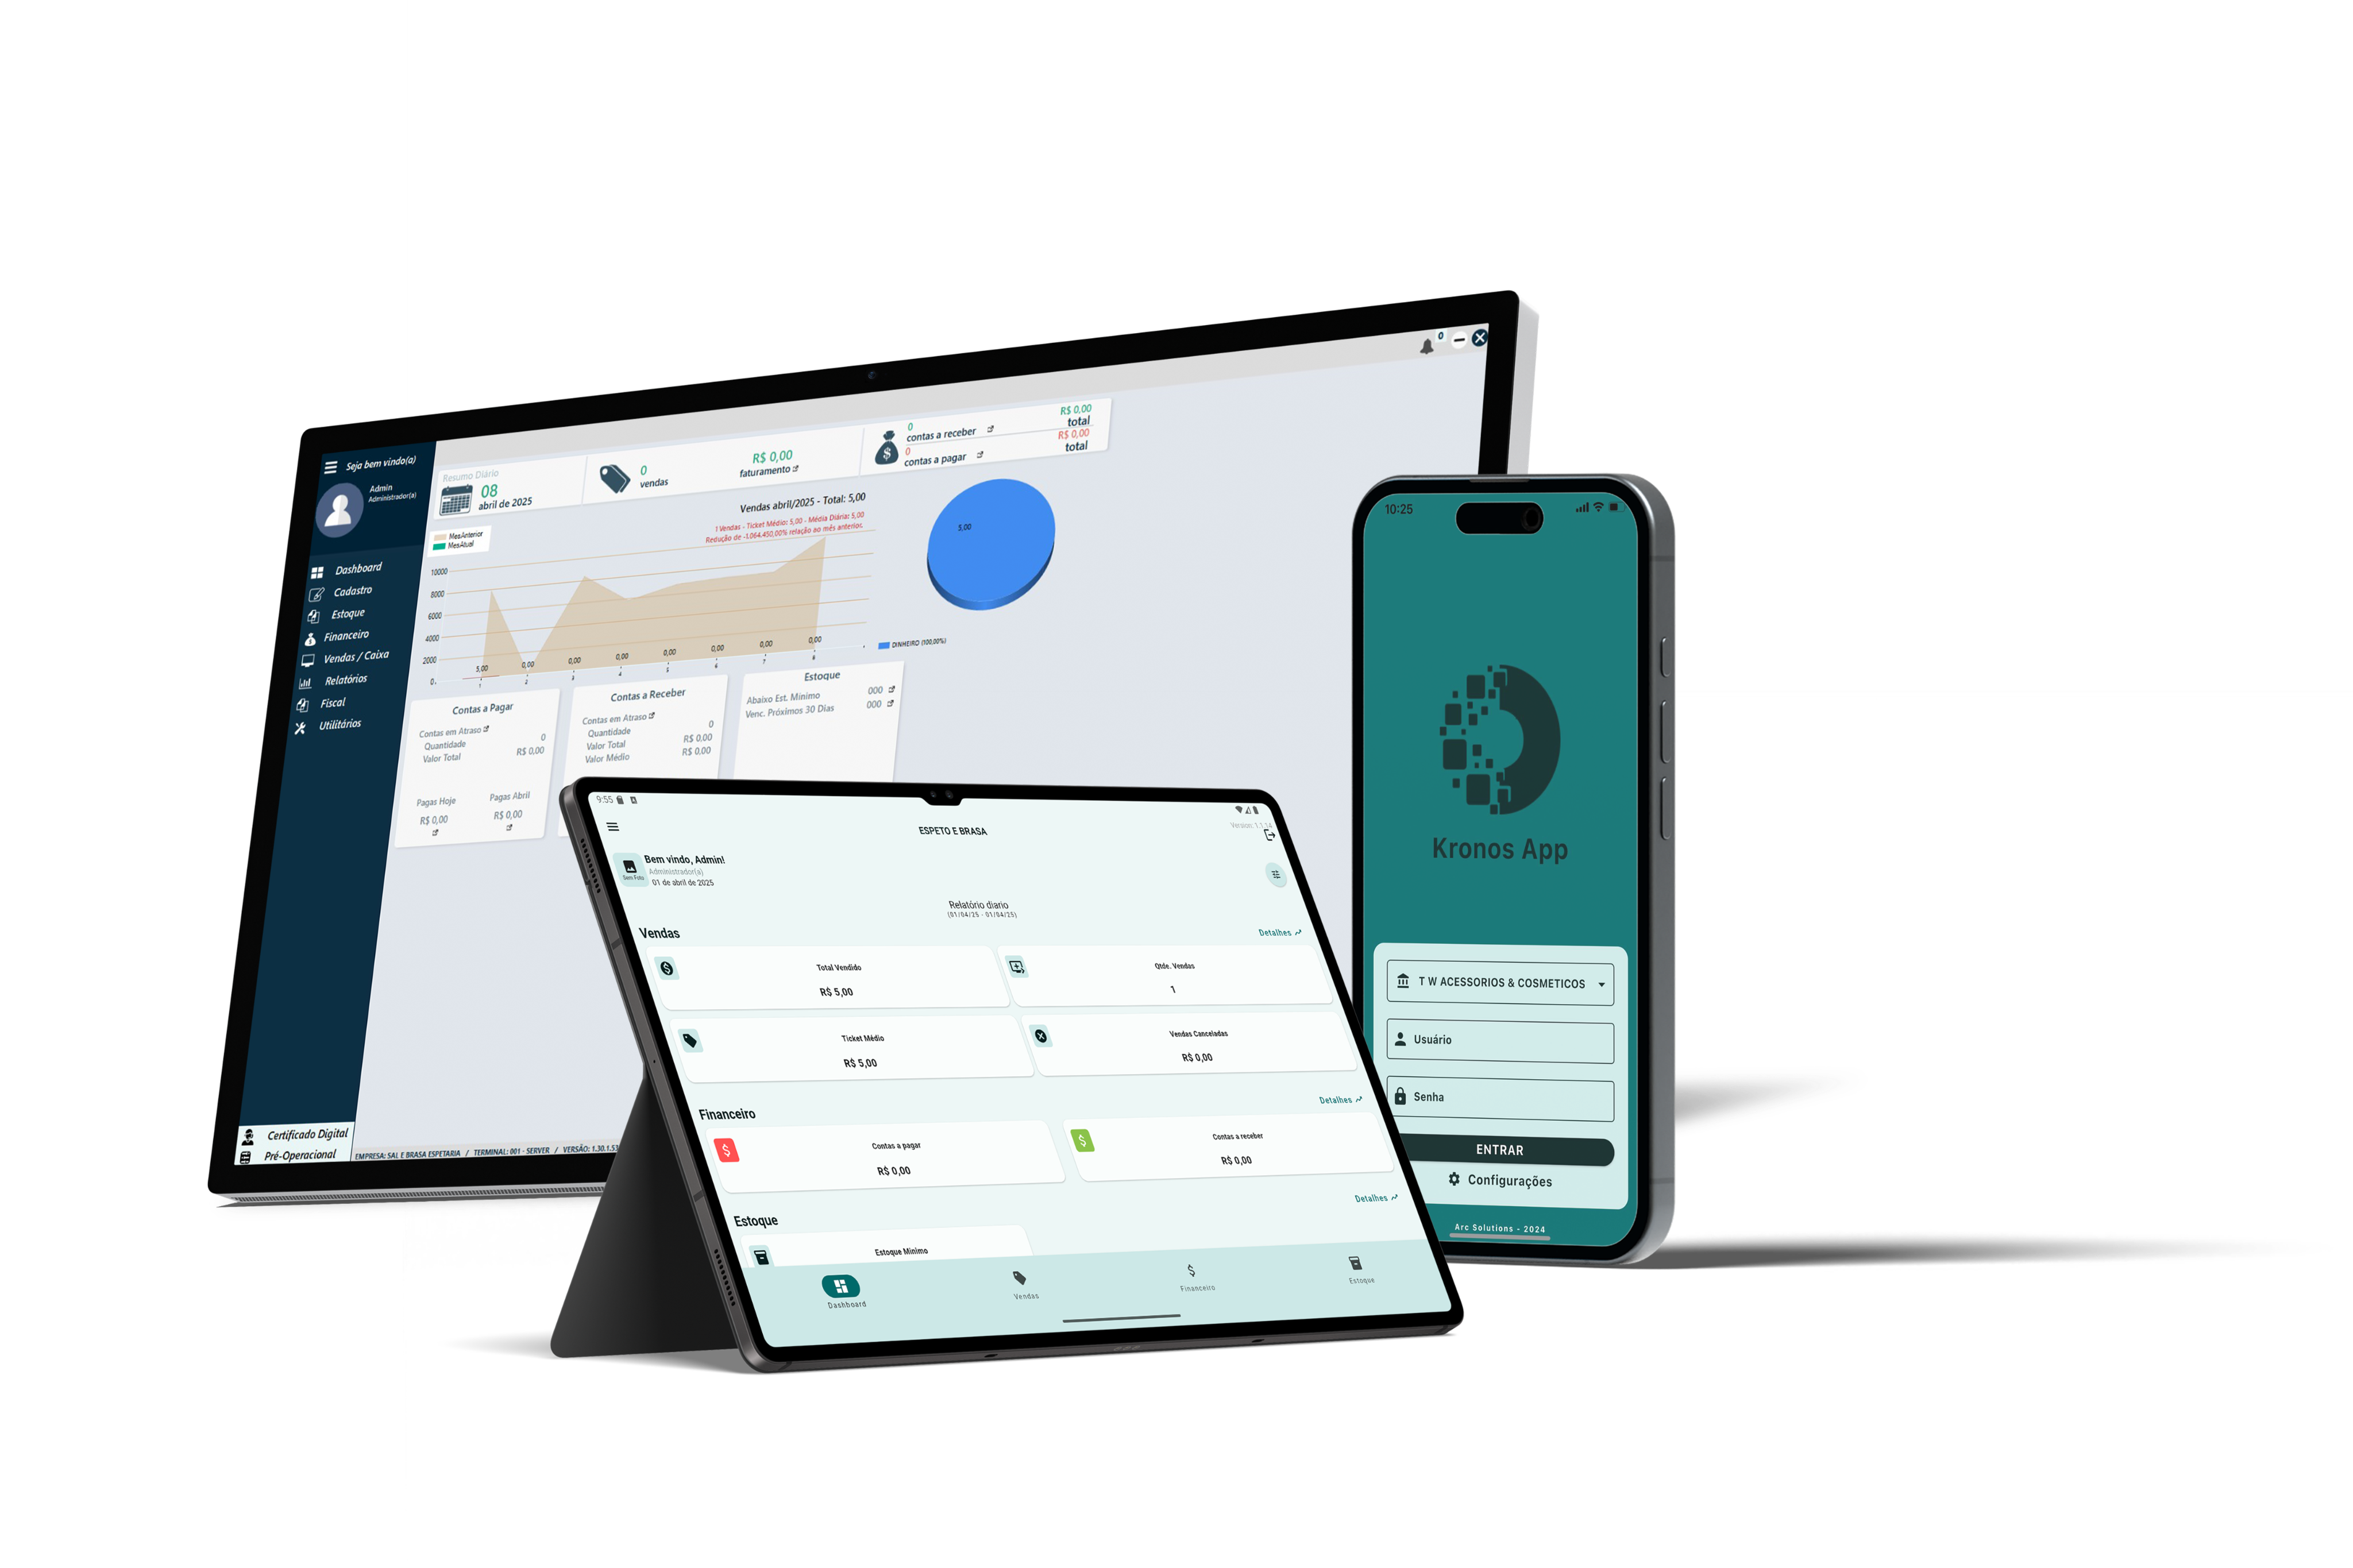 Seja bem vindo(a)
Admin
Administrador(a)
Dashboard
Cadastro
Estoque
Financeiro
Vendas / Caixa
Relatórios
Fiscal
Utilitários
Certificado Digital
Pré-Operacional
0
Resumo Diário
08
abril de 2025
0
vendas
R$ 0,00
faturamento
0
contas a receber
R$ 0,00
total
0
contas a pagar
R$ 0,00
total
Vendas abril/2025 - Total: 5,00
1 Vendas - Ticket Médio: 5,00 - Média Diária: 5,00
Redução de -1.064.450,00% relação ao mês anterior.
MesAnterior
MesAtual
10000
8000
6000
4000
2000
0
5,00 0,00 0,00 0,00 0,00 0,00 0,00 0,00
1 2 3 4 5 6 7 8
5,00
DINHEIRO (100,00%)
Contas a Pagar
Contas em Atraso
Quantidade 0
Valor Total R$ 0,00
Pagas Hoje Pagas Abril
R$ 0,00 R$ 0,00
Contas a Receber
Contas em Atraso
Quantidade 0
Valor Total R$ 0,00
Valor Médio R$ 0,00
Estoque
Abaixo Est. Mínimo 000
Venc. Próximos 30 Dias 000
EMPRESA: SAL E BRASA ESPETARIA / TERMINAL: 001 - SERVER / VERSÃO: 1.30.1.53
9:55
ESPETO E BRASA
Version: 1.1.14
Sem Foto
Bem vindo, Admin!
Administrador(a)
01 de abril de 2025
Relatório diario
(01/04/25 - 01/04/25)
Vendas
Detalhes
Total Vendido
R$ 5,00
Qtde. Vendas
1
Ticket Médio
R$ 5,00
Vendas Canceladas
R$ 0,00
Financeiro
Detalhes
Contas a pagar
R$ 0,00
Contas a receber
R$ 0,00
Estoque
Detalhes
Estoque Minimo
Dashboard
Vendas
Financeiro
Estoque
10:25
Kronos App
T W ACESSORIOS & COSMETICOS
Usuário
Senha
ENTRAR
Configurações
Arc Solutions - 2024